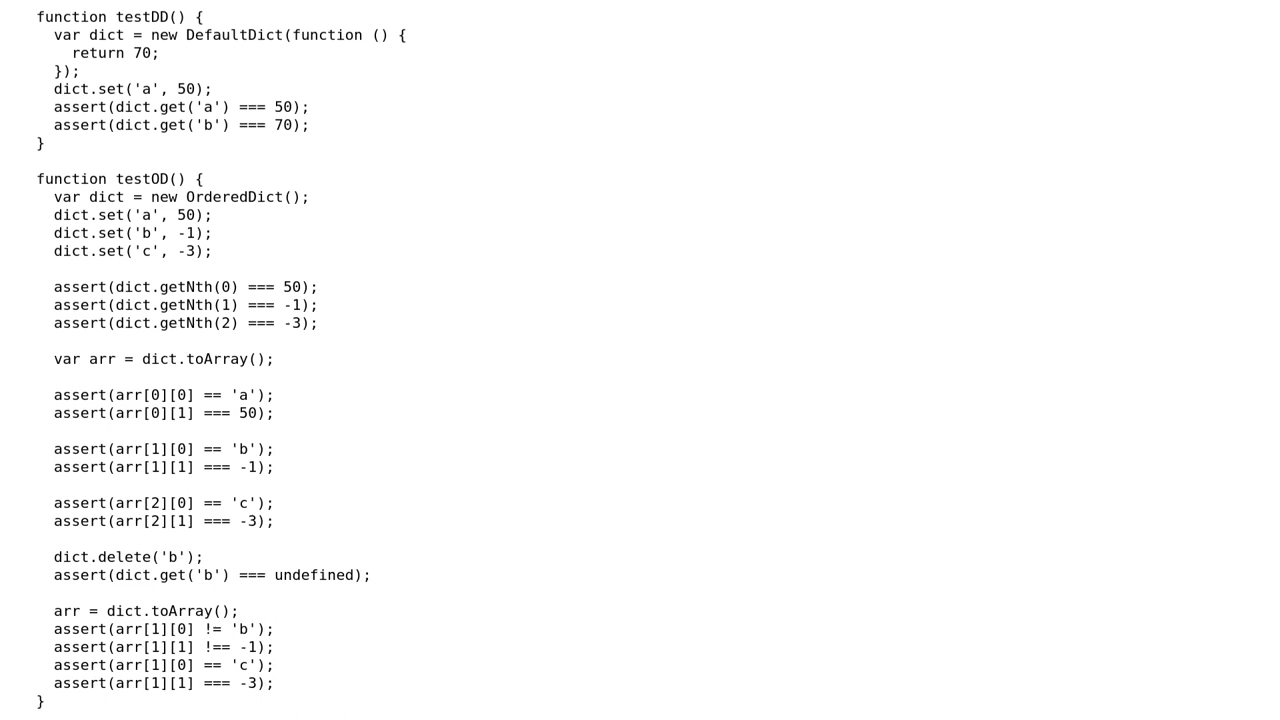 function testDD() {
  var dict = new DefaultDict(function () {
    return 70;
  });
  dict.set('a', 50);
  assert(dict.get('a') === 50);
  assert(dict.get('b') === 70);
}

function testOD() {
  var dict = new OrderedDict();
  dict.set('a', 50);
  dict.set('b', -1);
  dict.set('c', -3);

  assert(dict.getNth(0) === 50);
  assert(dict.getNth(1) === -1);
  assert(dict.getNth(2) === -3);

  var arr = dict.toArray();

  assert(arr[0][0] == 'a');
  assert(arr[0][1] === 50);

  assert(arr[1][0] == 'b');
  assert(arr[1][1] === -1);

  assert(arr[2][0] == 'c');
  assert(arr[2][1] === -3);

  dict.delete('b');
  assert(dict.get('b') === undefined);

  arr = dict.toArray();
  assert(arr[1][0] != 'b');
  assert(arr[1][1] !== -1);
  assert(arr[1][0] == 'c');
  assert(arr[1][1] === -3);
}